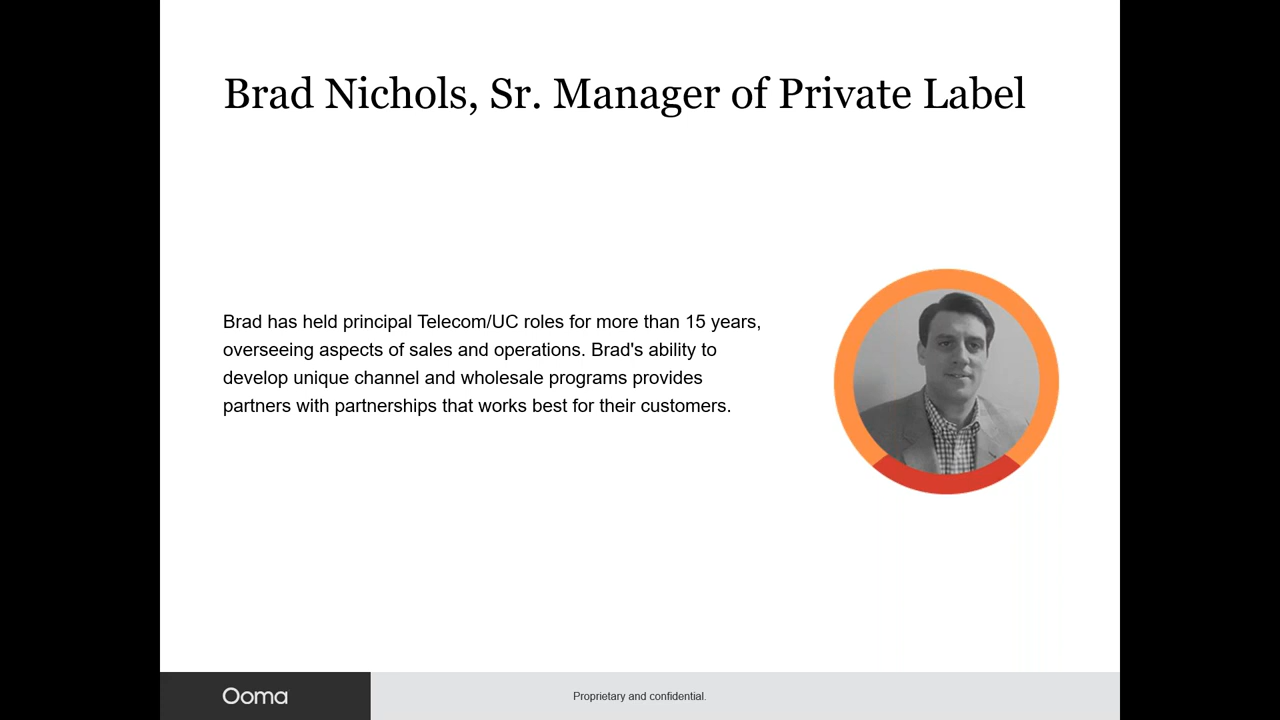 Brad Nichols, Sr. Manager of Private Label
Brad has held principal Telecom/UC roles for more than 15 years,
overseeing aspects of sales and operations. Brad's ability to
develop unique channel and wholesale programs provides
partners with partnerships that works best for their customers.
Ooma
Proprietary and confidential.